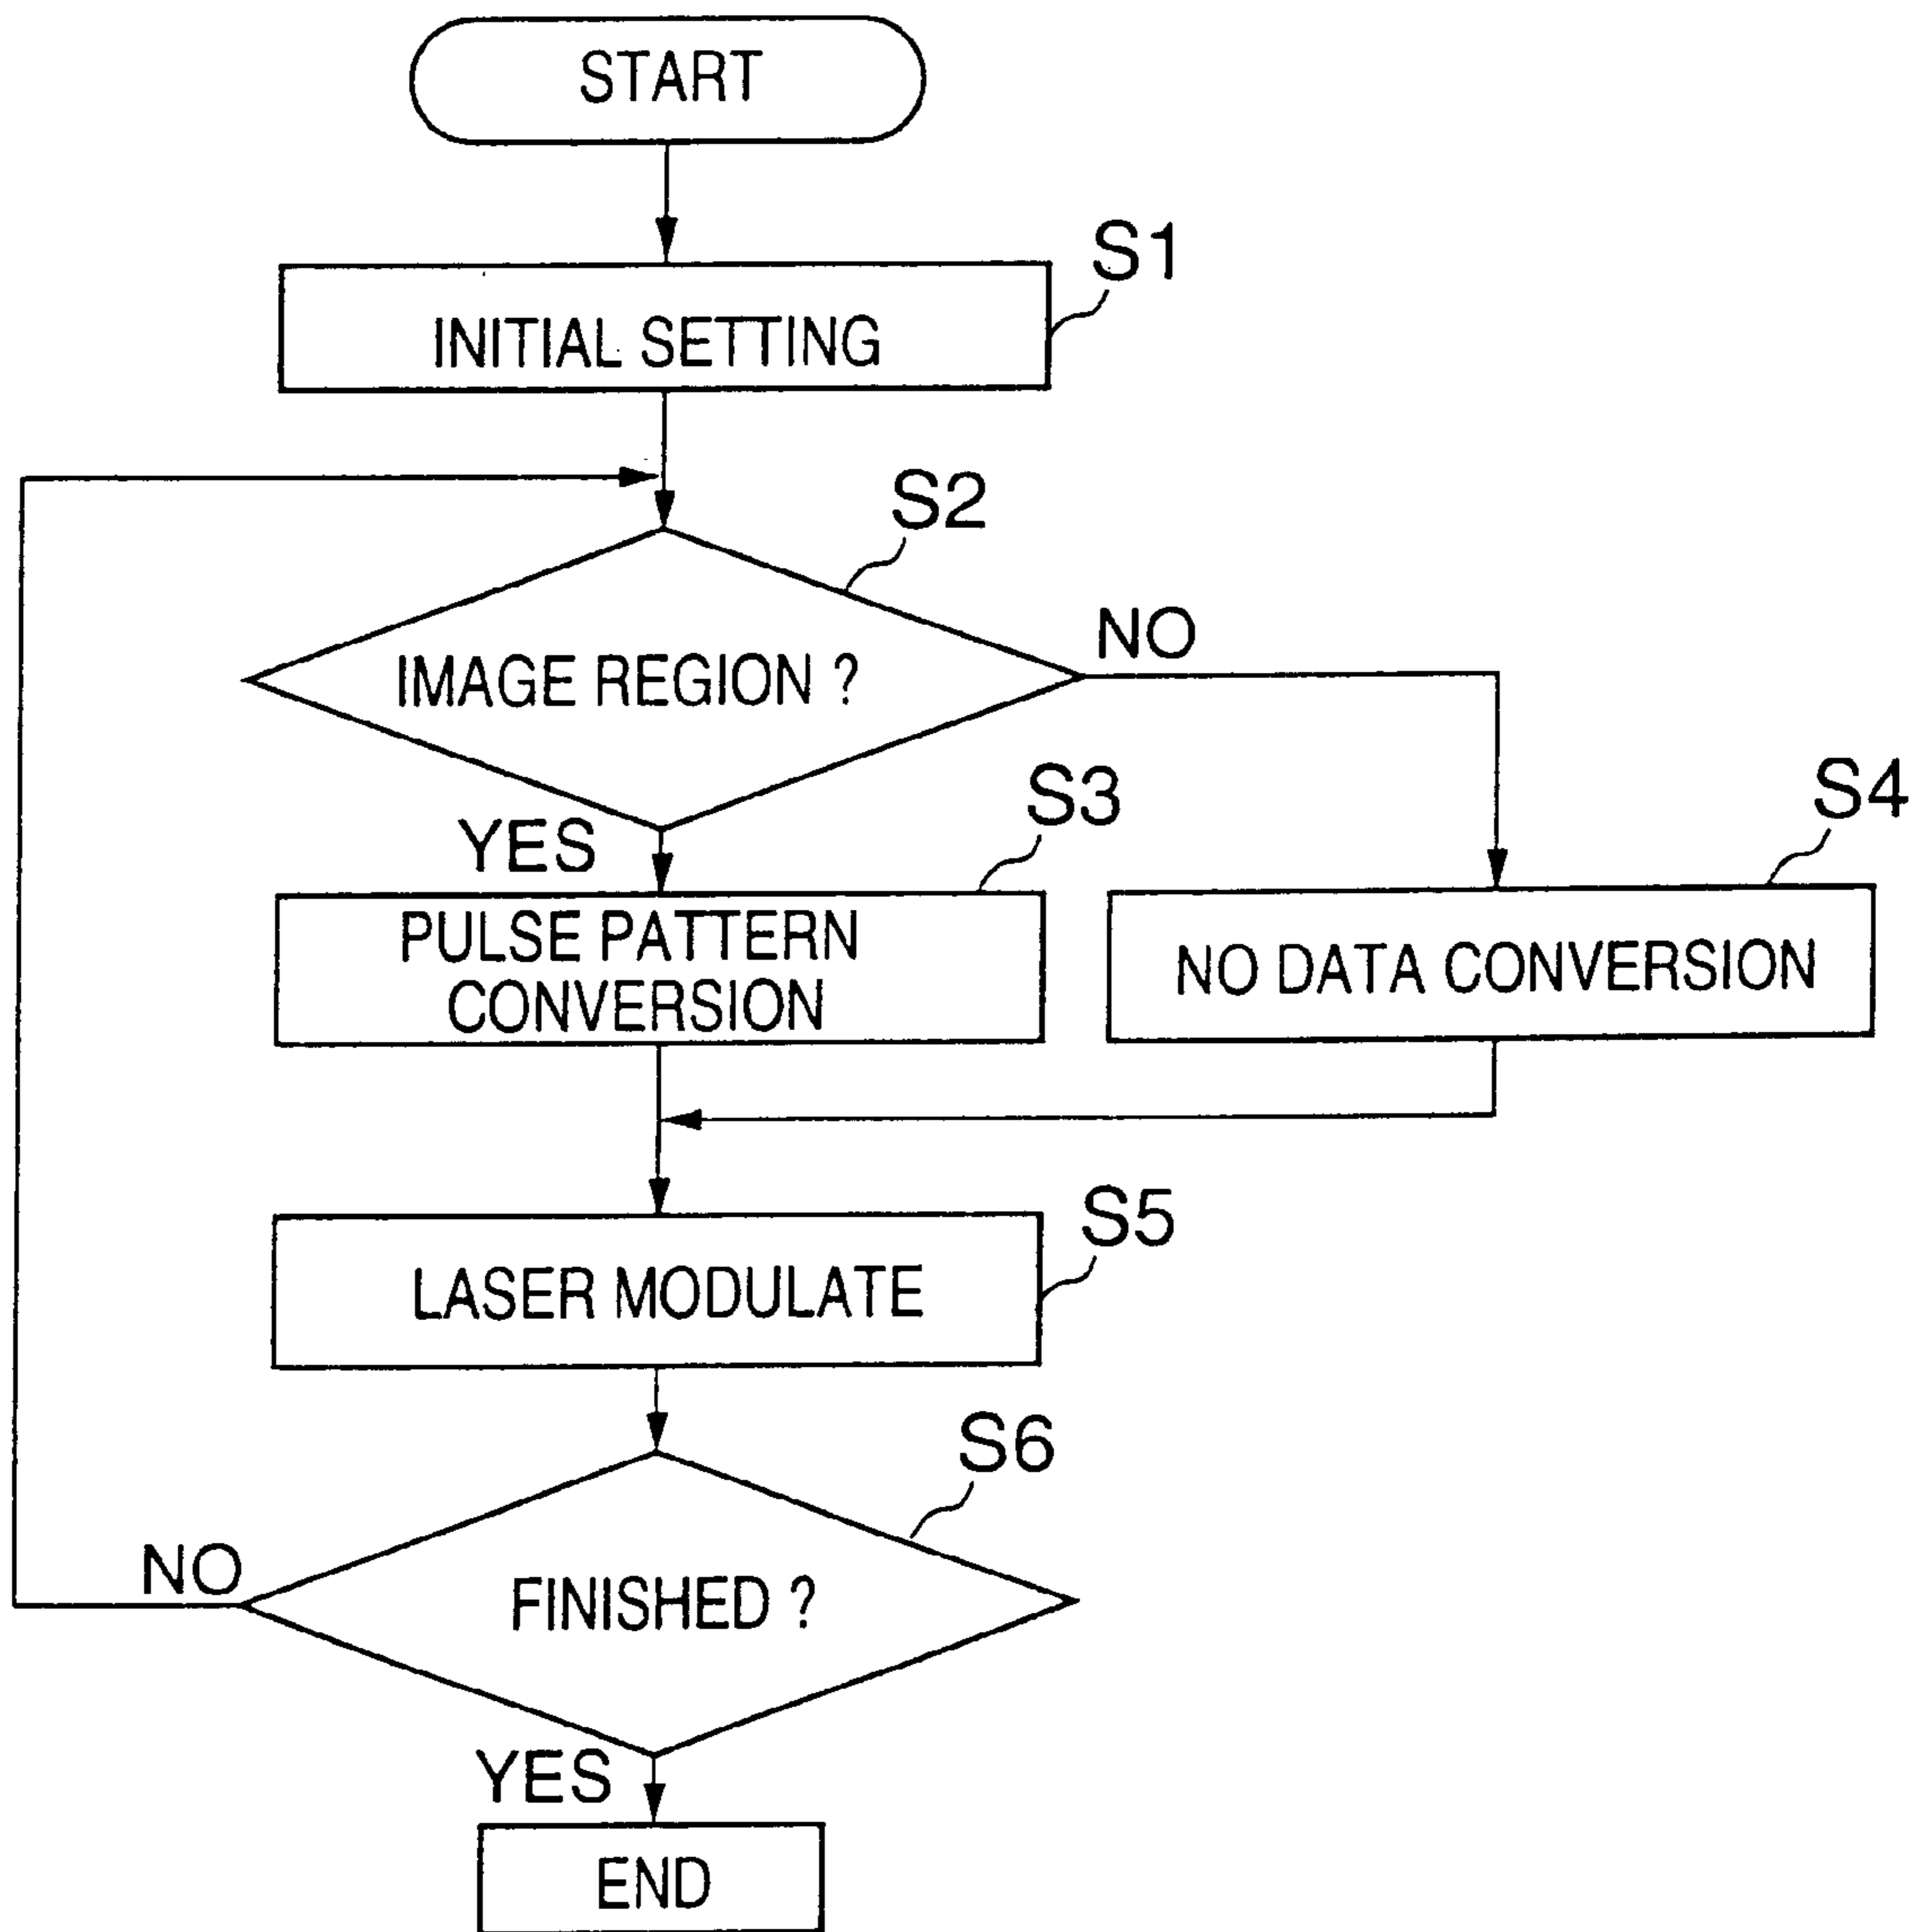 START
S1
INITIAL SETTING
S2
NO
IMAGE REGION ?
S3
S4
YES
PULSE PATTERN
CONVERSION
NO DATA CONVERSION
S5
LASER MODULATE
S6
NO
FINISHED ?
YES
END